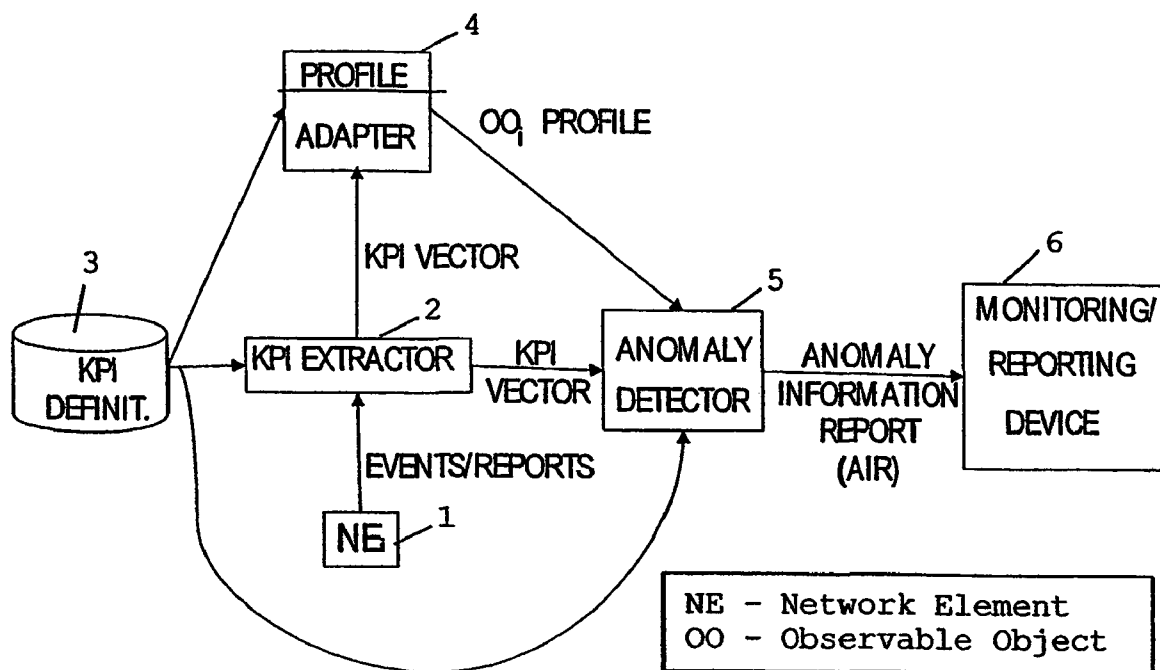 4
PROFILE
ADAPTER
OOi PROFILE
KPI VECTOR
3
KPI
DEFINIT.
2
KPI EXTRACTOR
KPI
VECTOR
5
ANOMALY
DETECTOR
ANOMALY
INFORMATION
REPORT
(AIR)
6
MONITORING/
REPORTING
DEVICE
EVENTS/REPORTS
1
NE
NE - Network Element
OO - Observable Object